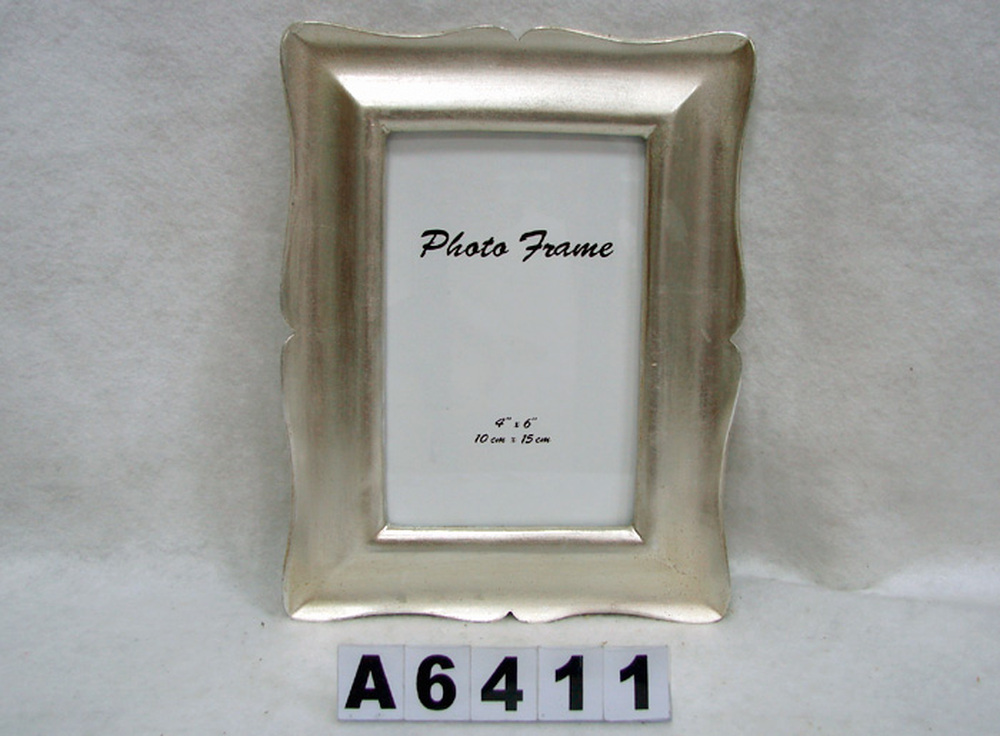 Photo Frame
4" x 6"
10 cm x 15 cm
A6411